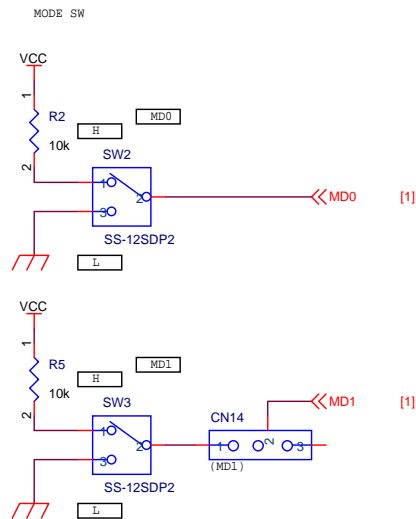 MODE SW
VCC
1
R2
10k
2
H
MD0
SW2
1
2
3
MD0
[1]
SS-12SDP2
L
VCC
1
R5
10k
2
H
MD1
SW3
1
2
3
CN14
1
2
3
(MD1)
MD1
[1]
SS-12SDP2
L